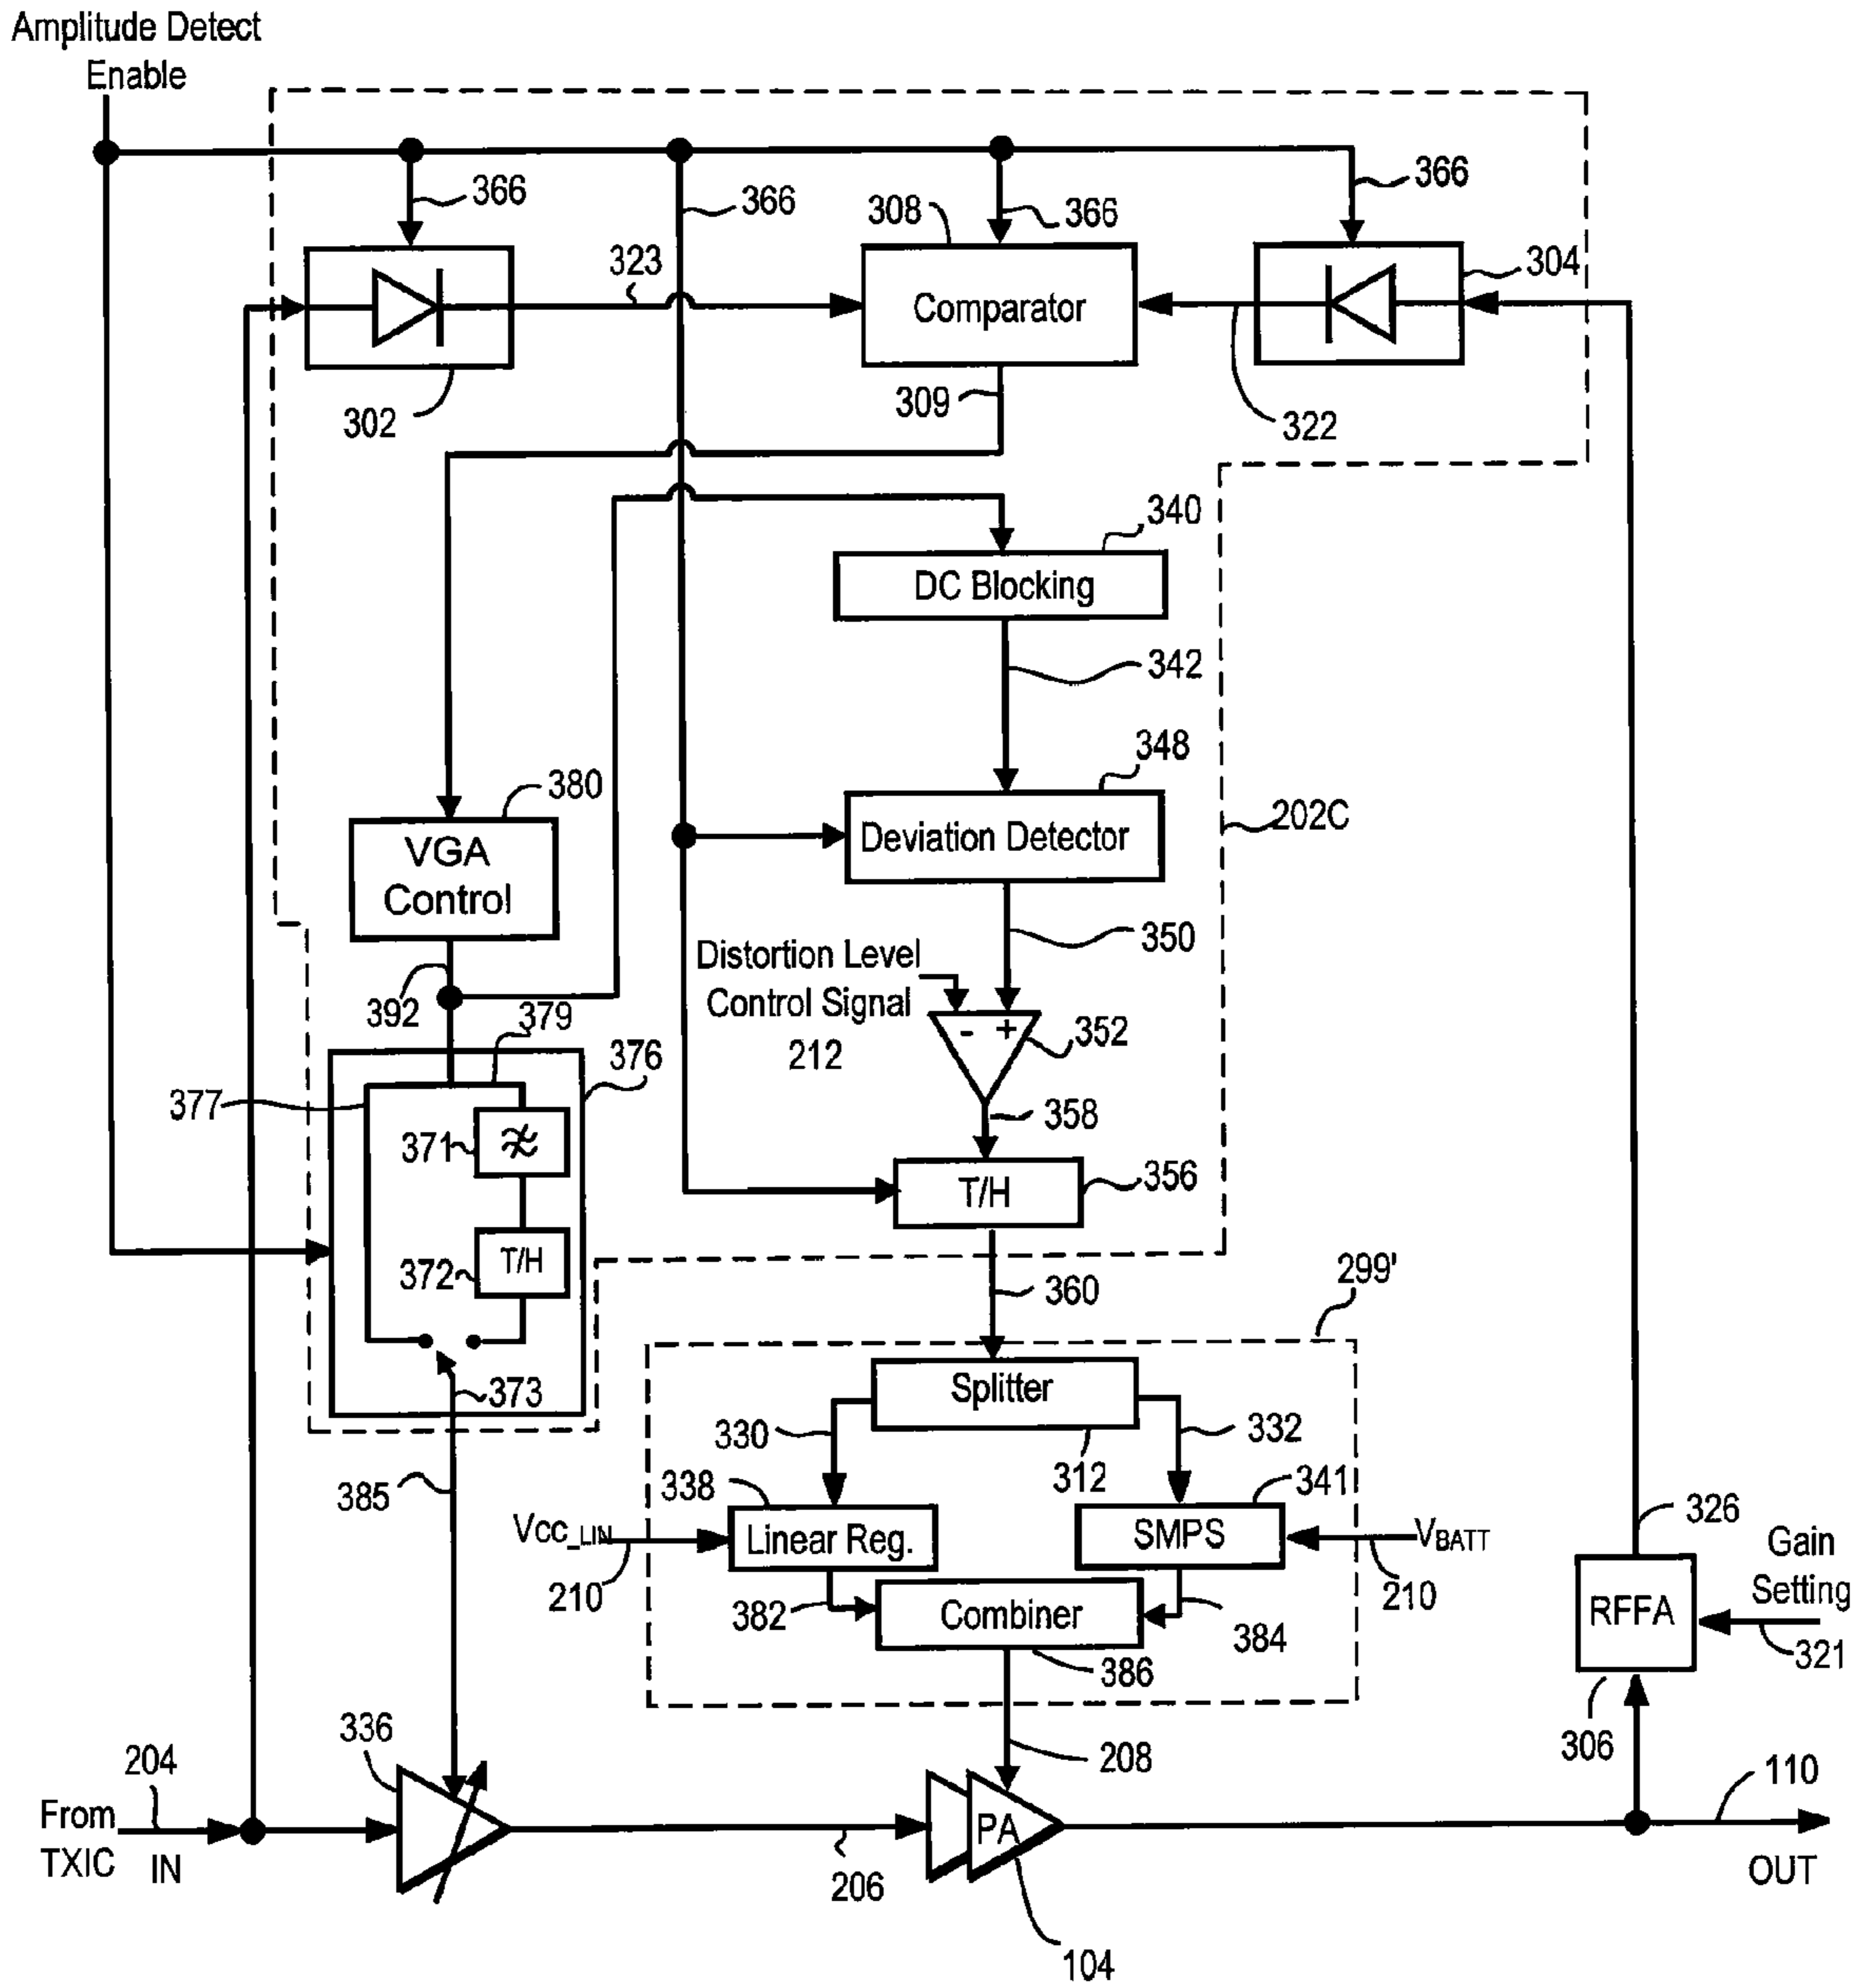 Amplitude Detect
Enable
366
366
366
366
308
304
323
Comparator
302
309
322
340
DC Blocking
342
348
380
Deviation Detector
202C
VGA
Control
350
Distortion Level
Control Signal
212
392
379
- +
352
376
377
371
358
T/H
356
372
T/H
360
299'
373
Splitter
330
332
312
385
338
341
VCC_LIN
Linear Reg.
SMPS
VBATT
326
Gain
Setting
210
382
Combiner
384
210
RFFA
321
386
306
336
204
208
110
From
TXIC
IN
PA
206
OUT
104